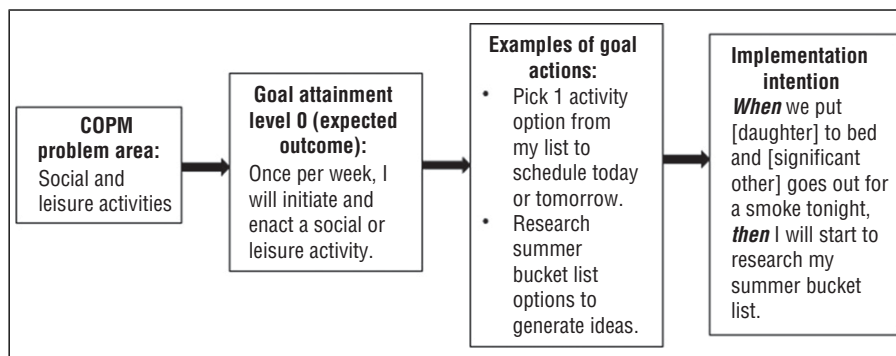 COPM
problem area:
Social and
leisure activities
Goal attainment
level 0 (expected
outcome):
Once per week, I
will initiate and
enact a social or
leisure activity.
Examples of goal
actions:
• Pick 1 activity
option from
my list to
schedule today
or tomorrow.
• Research
summer
bucket list
options to
generate ideas.
Implementation
intention
When we put
[daughter] to bed
and [significant
other] goes out for
a smoke tonight,
then I will start to
research my
summer bucket
list.